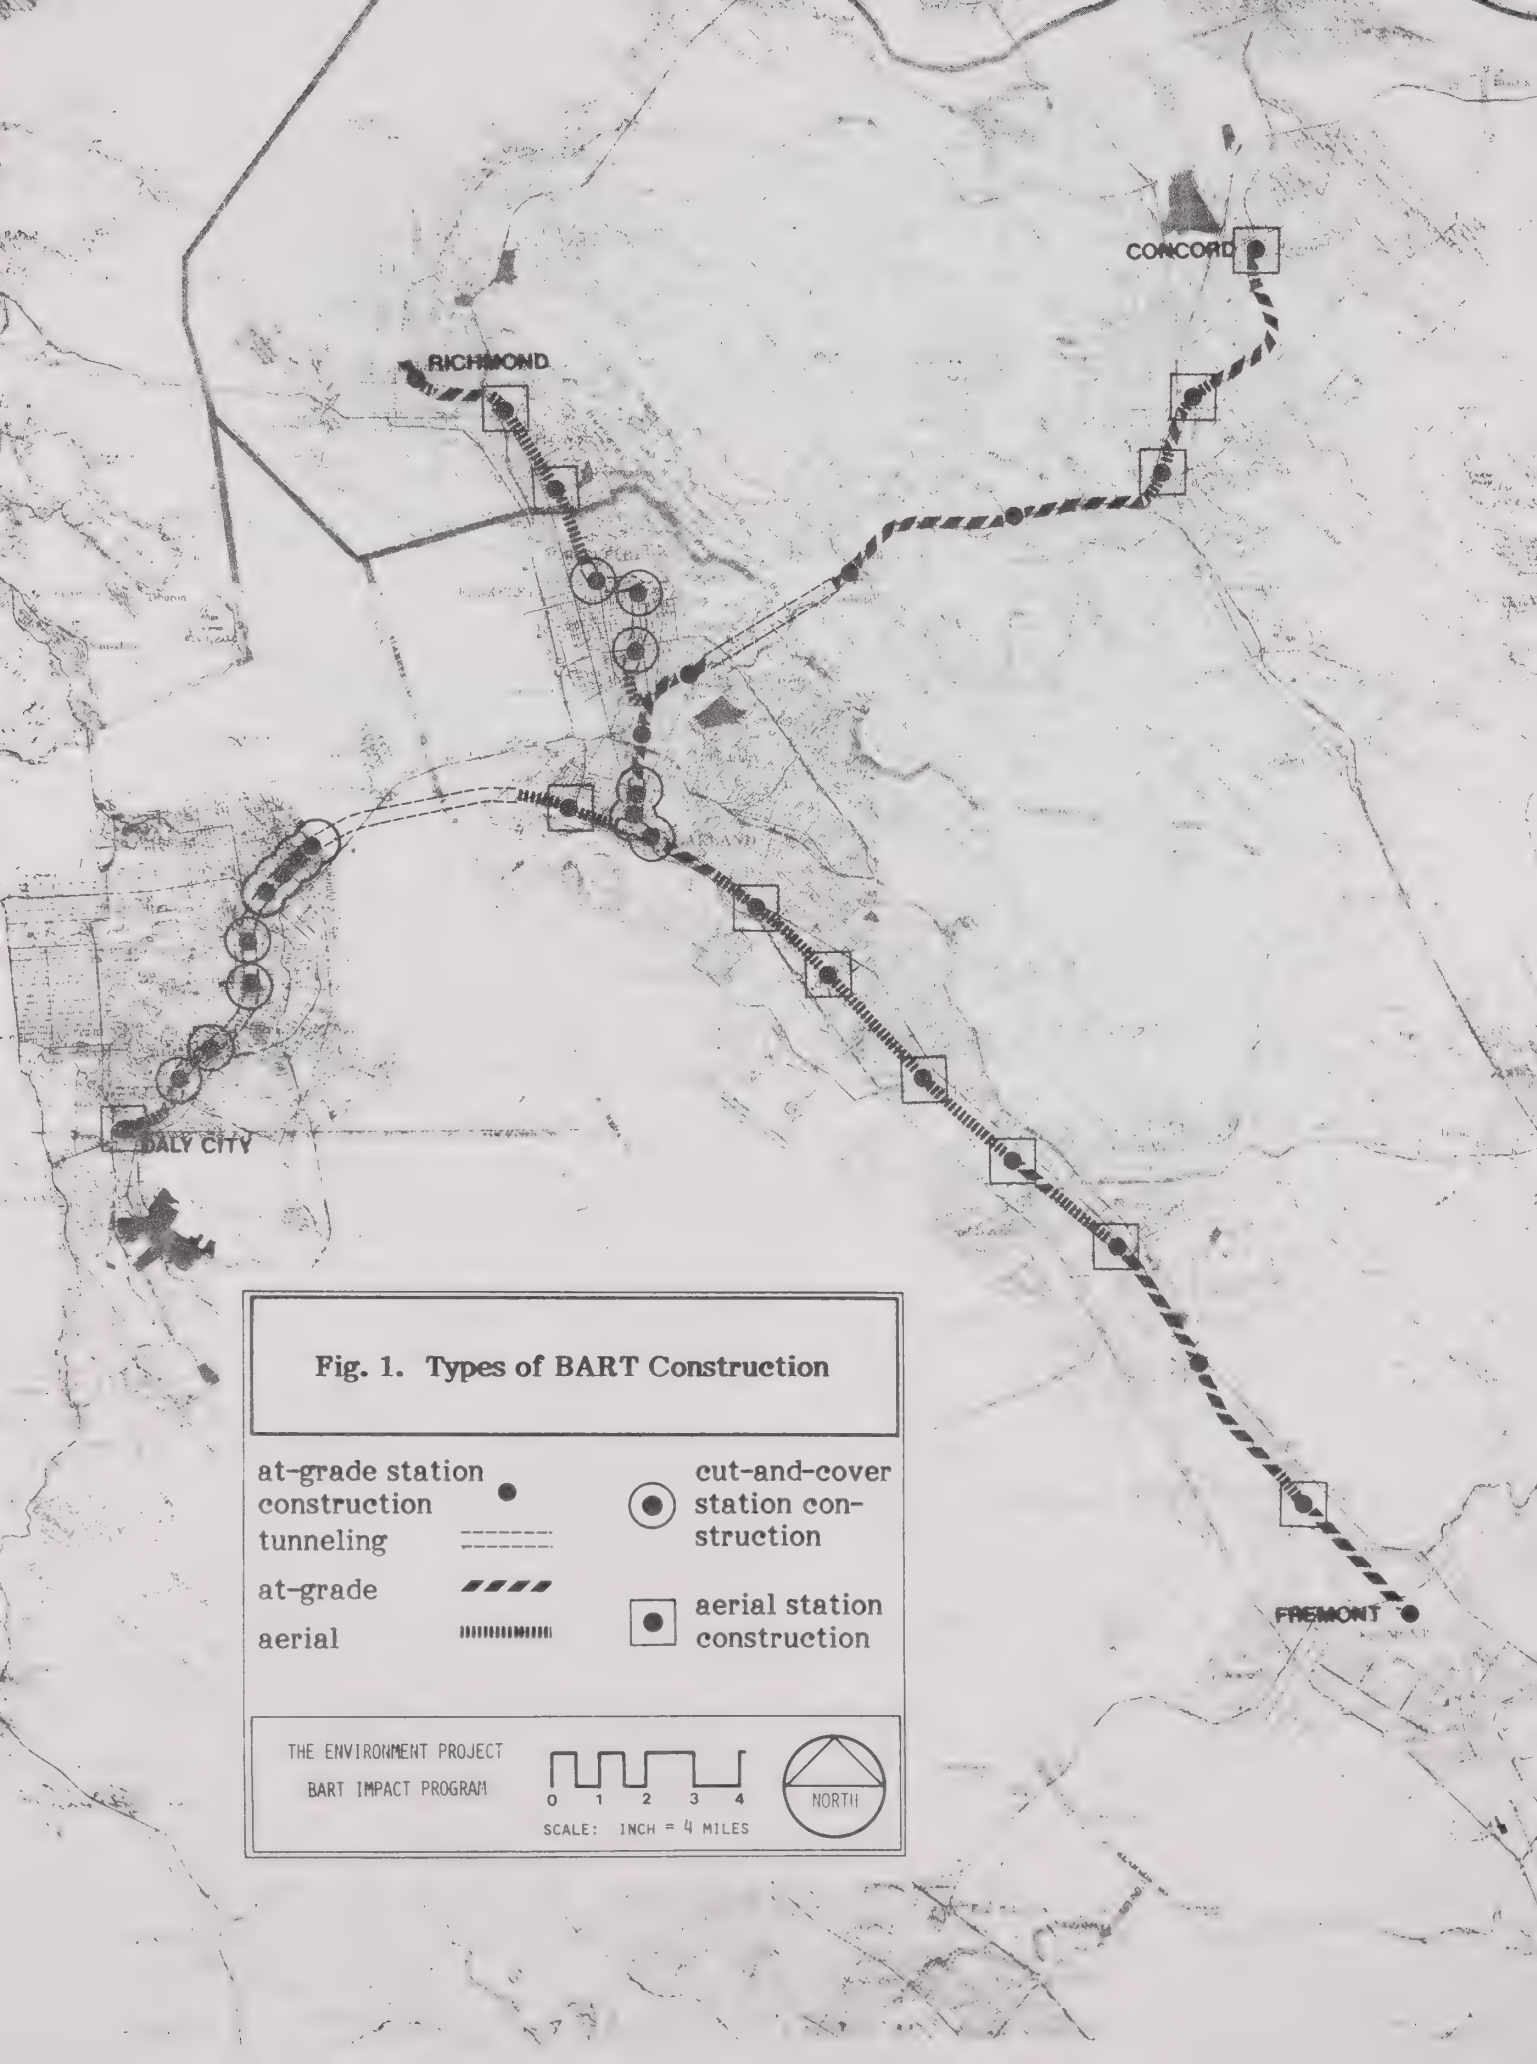 CONCORD
RICHMOND
DALY CITY
Fig. 1. Types of BART Construction
at-grade station
construction
tunneling
at-grade
aerial
cut-and-cover
station con-
struction
aerial station
construction
FREMONT
THE ENVIRONMENT PROJECT
BART IMPACT PROGRAM
0 1 2 3 4
SCALE: INCH = 4 MILES
NORTH